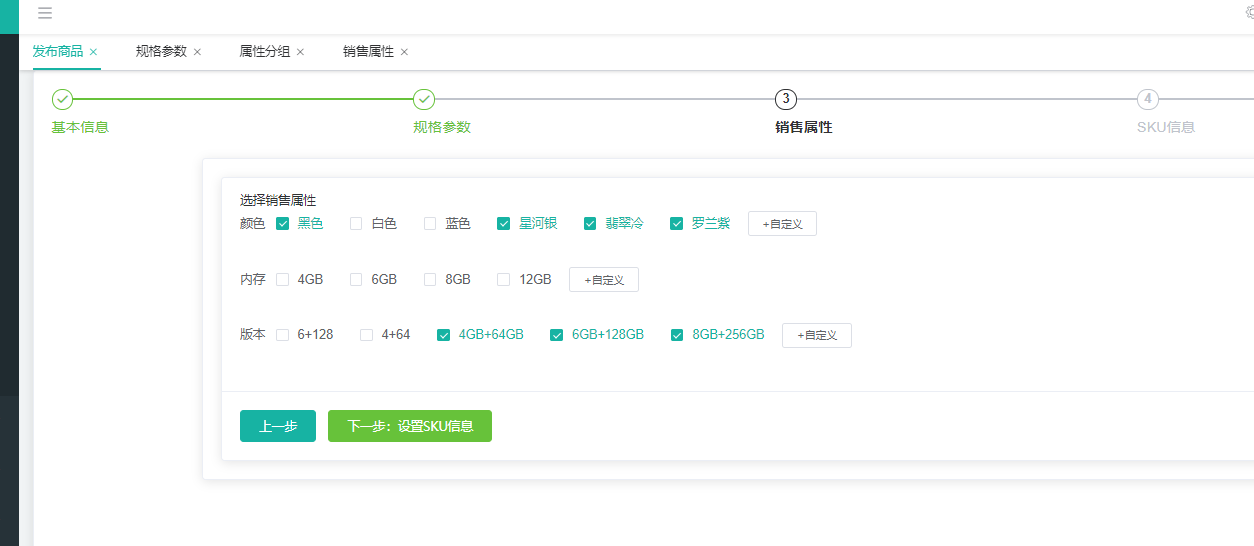 发布商品 × 规格参数 × 属性分组 × 销售属性 ×
3 4
基本信息 规格参数 销售属性 SKU信息
选择销售属性
颜色 黑色 白色 蓝色 星河银 翡翠冷 罗兰紫 +自定义
内存 4GB 6GB 8GB 12GB +自定义
版本 6+128 4+64 4GB+64GB 6GB+128GB 8GB+256GB +自定义
上一步 下一步：设置SKU信息